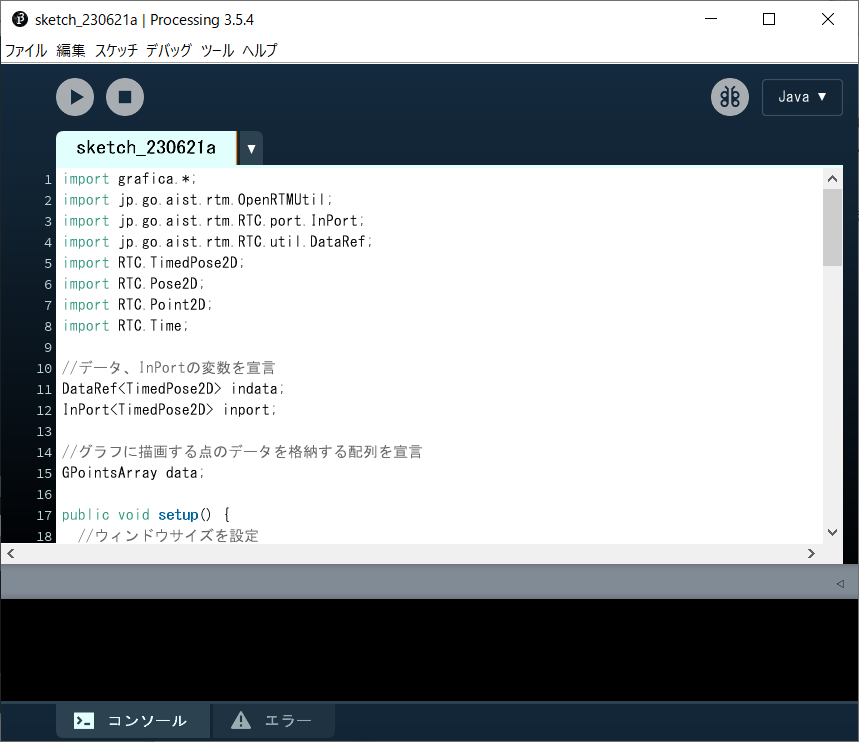 sketch_230621a | Processing 3.5.4
ファイル 編集 スケッチ デバッグ ツール ヘルプ
Java ▼
sketch_230621a ▼
1 import grafica.*;
2 import jp.go.aist.rtm.OpenRTMUtil;
3 import jp.go.aist.rtm.RTC.port.InPort;
4 import jp.go.aist.rtm.RTC.util.DataRef;
5 import RTC.TimedPose2D;
6 import RTC.Pose2D;
7 import RTC.Point2D;
8 import RTC.Time;
9
10 //データ、InPortの変数を宣言
11 DataRef<TimedPose2D> indata;
12 InPort<TimedPose2D> inport;
13
14 //グラフに描画する点のデータを格納する配列を宣言
15 GPointsArray data;
16
17 public void setup() {
18 //ウィンドウサイズを設定
コンソール エラー